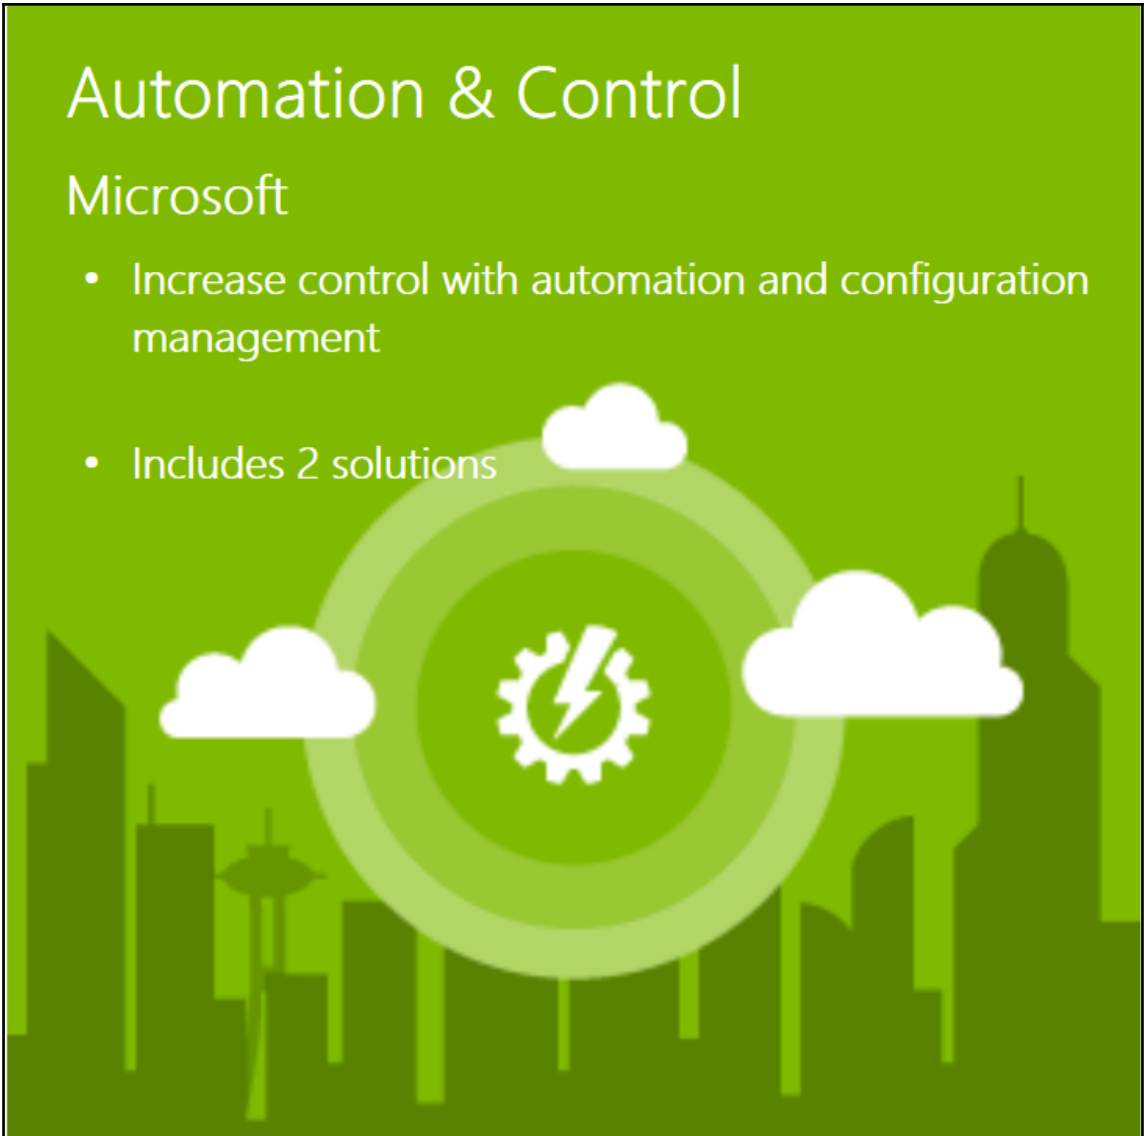 Automation & Control
Microsoft
• Increase control with automation and configuration
management
• Includes 2 solutions